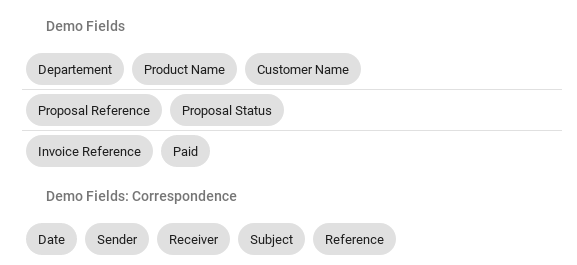 Demo Fields
Departement Product Name Customer Name
Proposal Reference Proposal Status
Invoice Reference Paid
Demo Fields: Correspondence
Date Sender Receiver Subject Reference